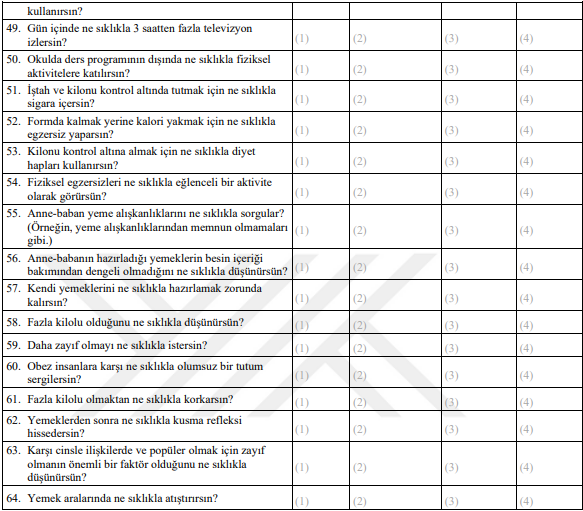 kullanırsın?
49. Gün içinde ne sıklıkla 3 saatten fazla televizyon
izlersin? (1) (2) (3) (4)
50. Okulda ders programının dışında ne sıklıkla fiziksel
aktivitelere katılırsın? (1) (2) (3) (4)
51. İştah ve kilonu kontrol altında tutmak için ne sıklıkla
sigara içersin? (1) (2) (3) (4)
52. Formda kalmak yerine kalori yakmak için ne sıklıkla
egzersiz yaparsın? (1) (2) (3) (4)
53. Kilonu kontrol altına almak için ne sıklıkla diyet
hapları kullanırsın? (1) (2) (3) (4)
54. Fiziksel egzersizleri ne sıklıkla eğlenceli bir aktivite
olarak görürsün? (1) (2) (3) (4)
55. Anne-baban yeme alışkanlıklarını ne sıklıkla sorgular?
(Örneğin, yeme alışkanlıklarından memnun olmamaları
gibi.) (1) (2) (3) (4)
56. Anne-babanın hazırladığı yemeklerin besin içeriği
bakımından dengeli olmadığını ne sıklıkla düşünürsün? (1) (2) (3) (4)
57. Kendi yemeklerini ne sıklıkla hazırlamak zorunda
kalırsın? (1) (2) (3) (4)
58. Fazla kilolu olduğunu ne sıklıkla düşünürsün? (1) (2) (3) (4)
59. Daha zayıf olmayı ne sıklıkla istersin? (1) (2) (3) (4)
60. Obez insanlara karşı ne sıklıkla olumsuz bir tutum
sergilersin? (1) (2) (3) (4)
61. Fazla kilolu olmaktan ne sıklıkla korkarsın? (1) (2) (3) (4)
62. Yemeklerden sonra ne sıklıkla kusma refleksi
hissedersin? (1) (2) (3) (4)
63. Karşı cinsle ilişkilerde ve popüler olmak için zayıf
olmanın önemli bir faktör olduğunu ne sıklıkla
düşünürsün? (1) (2) (3) (4)
64. Yemek aralarında ne sıklıkla atıştırırsın? (1) (2) (3) (4)